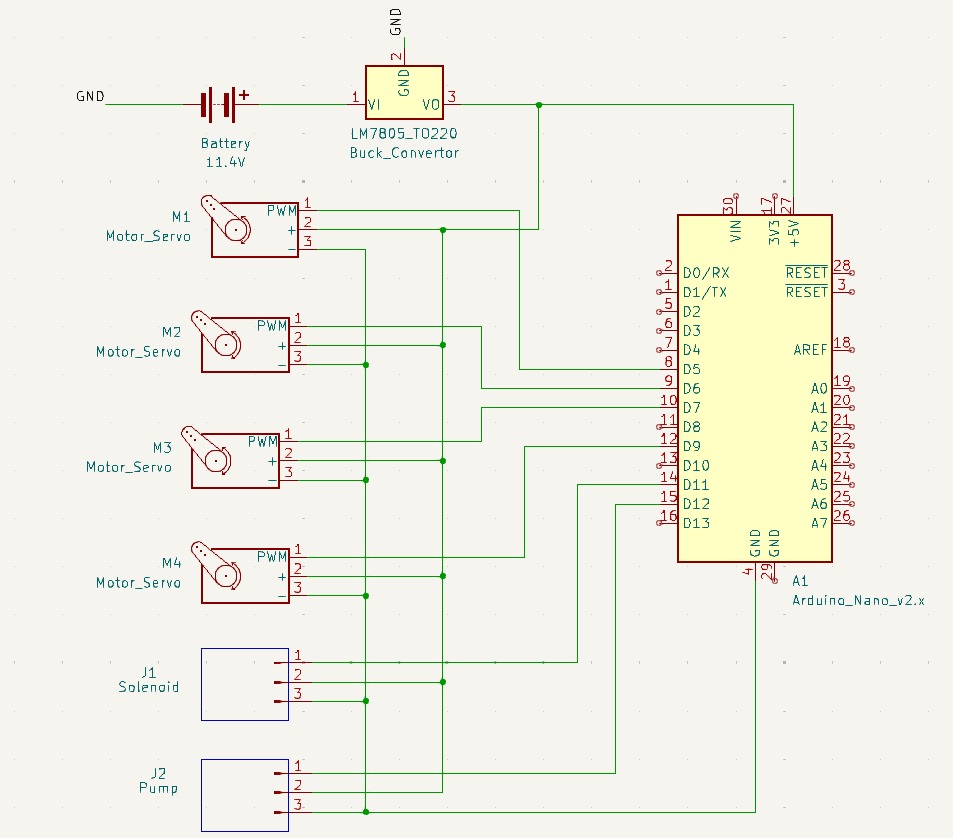 GND
GND
2
GND
1
VI
VO
3
+
Battery
11.4V
LM7805_TO220
Buck_Convertor
M1
Motor_Servo
PWM
1
+
2
-
3
M2
Motor_Servo
PWM
1
+
2
-
3
M3
Motor_Servo
PWM
1
+
2
-
3
M4
Motor_Servo
PWM
1
+
2
-
3
J1
Solenoid
1
2
3
J2
Pump
1
2
3
30
VIN
17
3V3
27
+5V
2 D0/RX
1 D1/TX
5 D2
6 D3
7 D4
8 D5
9 D6
10 D7
11 D8
12 D9
13 D10
14 D11
15 D12
16 D13
RESET 28
RESET 3
AREF 18
A0 19
A1 20
A2 21
A3 22
A4 23
A5 24
A6 25
A7 26
GND
4
GND
29
A1
Arduino_Nano_v2.x